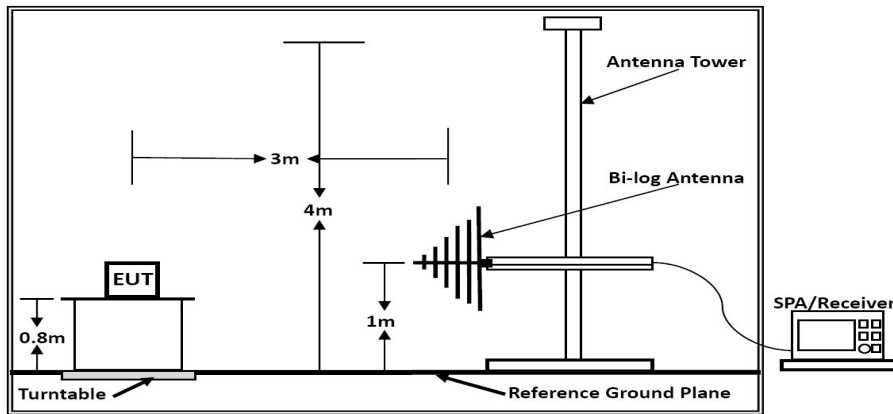 Antenna Tower
3m
Bi-log Antenna
4m
EUT
SPA/Receiver
0.8m
1m
Turntable
Reference Ground Plane